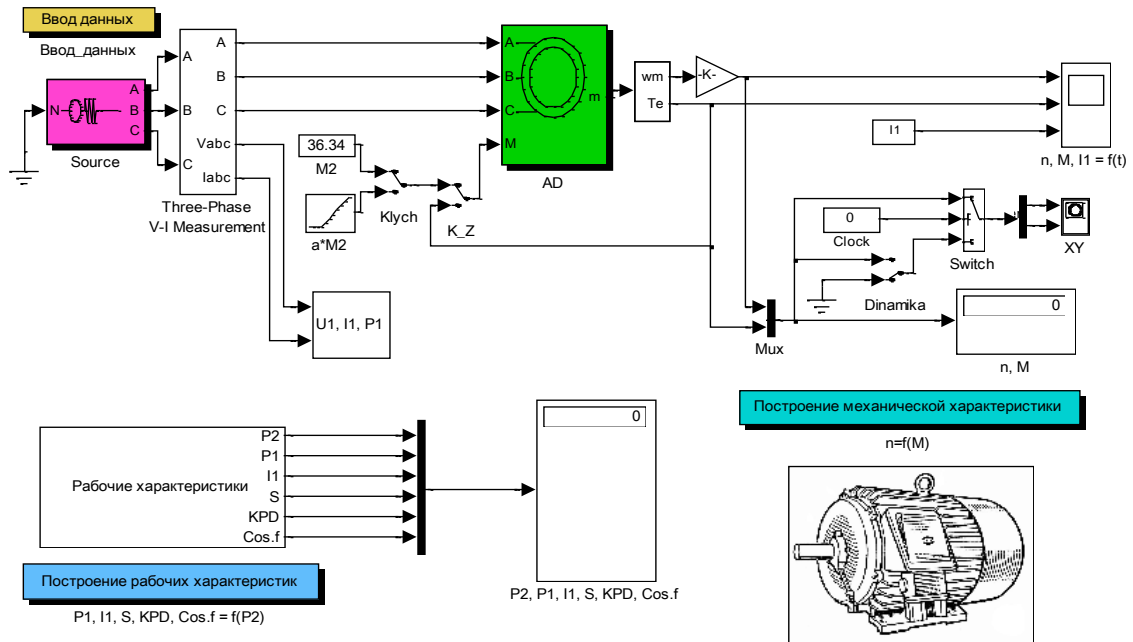 Ввод данных
Ввод_данных
N
A
B
C
Source
A
B
C
A
B
C
Vabc
Iabc
Three-Phase
V-I Measurement
36.34
M2
a*M2
Klych
K_Z
A
B
C
M
m
AD
wm
Te
-K-
I1
n, M, I1 = f(t)
0
Clock
Switch
XY
Dinamika
Mux
0
n, M
U1, I1, P1
Рабочие характеристики
P2
P1
I1
S
KPD
Cos.f
0
P2, P1, I1, S, KPD, Cos.f
Построение рабочих характеристик
P1, I1, S, KPD, Cos.f = f(P2)
Построение механической характеристики
n=f(M)